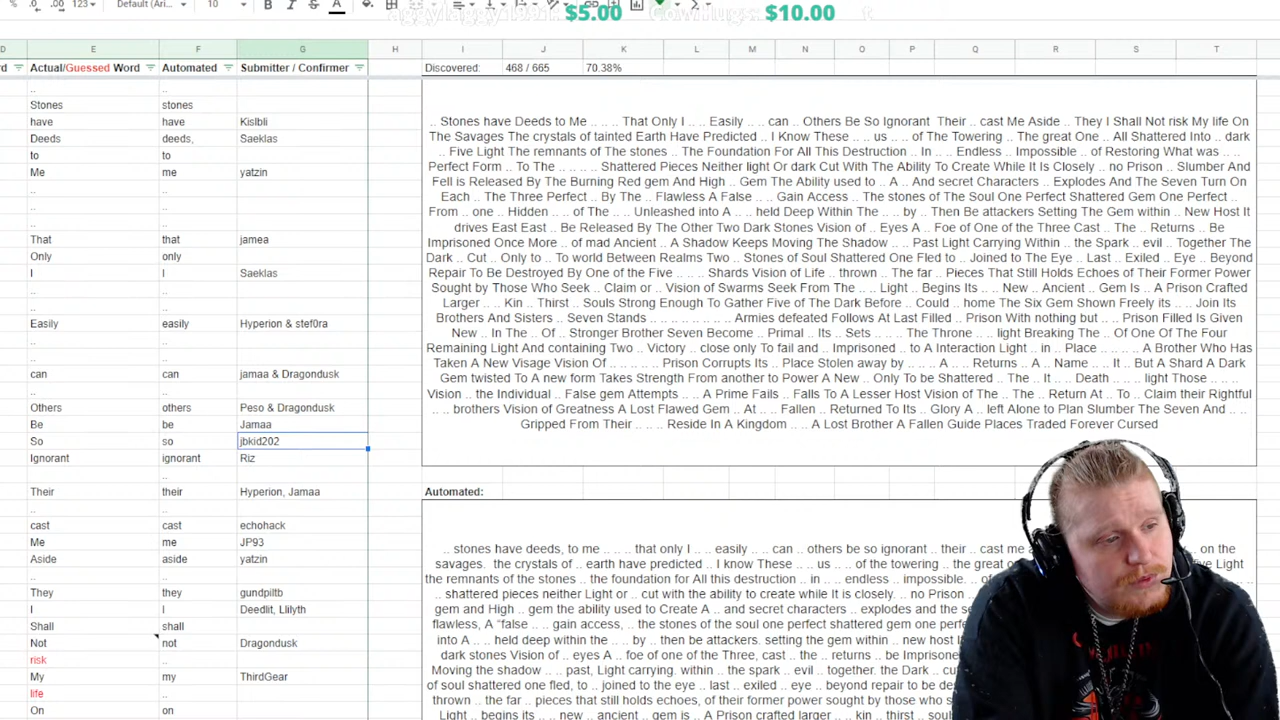 % .0 .00 123 Default (Ari... 10 B I S A
$5.00 $10.00
D E F G H I J K L M N O P Q R S T
rd Actual/Guessed Word Automated Submitter / Confirmer Discovered: 468 / 665 70.38%
.. ..
Stones stones
have have Kislbli
Deeds deeds, Saeklas
to to
Me me yatzin
.. ..
.. ..
.. ..
That that jamea
Only only
I I Saeklas
.. ..
.. ..
Easily easily Hyperion & stef0ra
.. ..
.. ..
can can jamaa & Dragondusk
.. ..
Others others Peso & Dragondusk
Be be Jamaa
So so jbkid202
Ignorant ignorant Riz
..
Their their Hyperion, Jamaa
.. ..
cast cast echohack
Me me JP93
Aside aside yatzin
.. ..
They they gundpiltb
I I Deedlit, Llilyth
Shall shall
Not not Dragondusk
risk ..
My my ThirdGear
life ..
On on
.. Stones have Deeds to Me .. .. .. That Only I .. .. Easily .. .. can .. Others Be So Ignorant Their .. cast Me Aside .. They I Shall Not risk My life On
The Savages The crystals of tainted Earth Have Predicted .. I Know These .. .. us .. .. of The Towering .. The great One .. All Shattered Into .. dark
.. Five Light The remnants of The stones .. The Foundation For All This Destruction .. In .. .. Endless .. Impossible .. of Restoring What was .. ..
Perfect Form .. To The .. .. .. .. Shattered Pieces Neither light Or dark Cut With The Ability To Create While It Is Closely .. no Prison .. Slumber And
Fell is Released By The Burning Red gem And High .. Gem The Ability used to .. A .. And secret Characters .. Explodes And The Seven Turn On
Each .. The Three Perfect .. By The .. Flawless A False .. .. Gain Access .. The stones of The Soul One Perfect Shattered Gem One Perfect ..
From .. one .. Hidden .. of The .. .. Unleashed into A .. .. held Deep Within The .. .. by .. Then Be attackers Setting The Gem within .. New Host It
drives East East .. Be Released By The Other Two Dark Stones Vision of .. Eyes A .. Foe of One of the Three Cast .. The .. Returns .. Be
Imprisoned Once More .. of mad Ancient .. A Shadow Keeps Moving The Shadow .. .. Past Light Carrying Within .. the Spark .. evil .. Together The
Dark .. Cut .. Only to .. To world Between Realms Two .. Stones of Soul Shattered One Fled to .. Joined to The Eye .. Last .. Exiled .. Eye .. Beyond
Repair To Be Destroyed By One of the Five .. .. .. Shards Vision of Life .. thrown .. The far .. Pieces That Still Holds Echoes of Their Former Power
Sought by Those Who Seek .. Claim or .. Vision of Swarms Seek From The .. .. Light .. Begins Its .. .. New .. Ancient .. Gem Is .. A Prison Crafted
Larger .. .. Kin .. Thirst .. Souls Strong Enough To Gather Five of The Dark Before .. Could .. home The Six Gem Shown Freely its .. .. Join Its
Brothers And Sisters .. Seven Stands .. .. .. .. Armies defeated Follows At Last Filled .. Prison With nothing but .. .. Prison Filled Is Given
New .. In The .. Of .. Stronger Brother Seven Become .. Primal .. Its .. Sets .. .. .. The Throne .. .. light Breaking The .. Of One Of The Four
Remaining Light And containing Two .. Victory .. close only To fail and .. Imprisoned .. to A Interaction Light .. in .. Place .. .. .. .. A Brother Who Has
Taken A New Visage Vision Of .. .. .. .. .. Prison Corrupts Its .. Place Stolen away by .. .. .. A .. .. Returns .. A .. Name .. .. It .. But A Shard A Dark
Gem twisted To A new form Takes Strength From another to Power A New .. Only To be Shattered .. The .. It .. Death .. .. light Those .. ..
Vision .. the Individual .. False gem Attempts .. A Prime Fails .. Falls To A Lesser Host Vision of The .. The Return At .. To .. Claim their Rightful
.. .. brothers Vision of Greatness A Lost Flawed Gem .. At .. .. Fallen .. Returned To Its .. Glory A .. left Alone to Plan Slumber The Seven And .. ..
Gripped From Their .. .. .. Reside In A Kingdom .. .. A Lost Brother A Fallen Guide Places Traded Forever Cursed
Automated:
.. stones have deeds, to me .. .. .. that only I .. .. easily .. .. can .. others be so ignorant .. their .. cast me on the
savages. the crystals of .. earth have predicted .. I know These .. .. us .. .. of the towering .. the great Light
the remnants of the stones .. the foundation for All this destruction .. in .. .. endless .. impossible.
.. shattered pieces neither Light or .. cut with the ability to create while It is closely. .. no Prison
gem and High .. gem the ability used to Create A .. and secret characters .. explodes and the
flawless, A "false .. .. gain access, .. the stones of the soul one perfect shattered gem one
into A .. .. held deep within the .. .. by .. then be attackers. setting the gem within .. new host
dark stones Vision of .. eyes A .. foe of one of the Three, cast .. the .. returns .. be
Moving the shadow .. .. past, Light carrying. within .. the spark .. evil .. together. the Dark ..
of soul shattered one fled, to .. joined to the eye .. last .. exiled .. eye .. beyond repair to be
thrown .. the far .. pieces that still holds echoes, of their former power sought by those who
Light .. begins its .. .. new .. ancient .. gem is .. A Prison crafted larger .. .. kin .. thirst ..